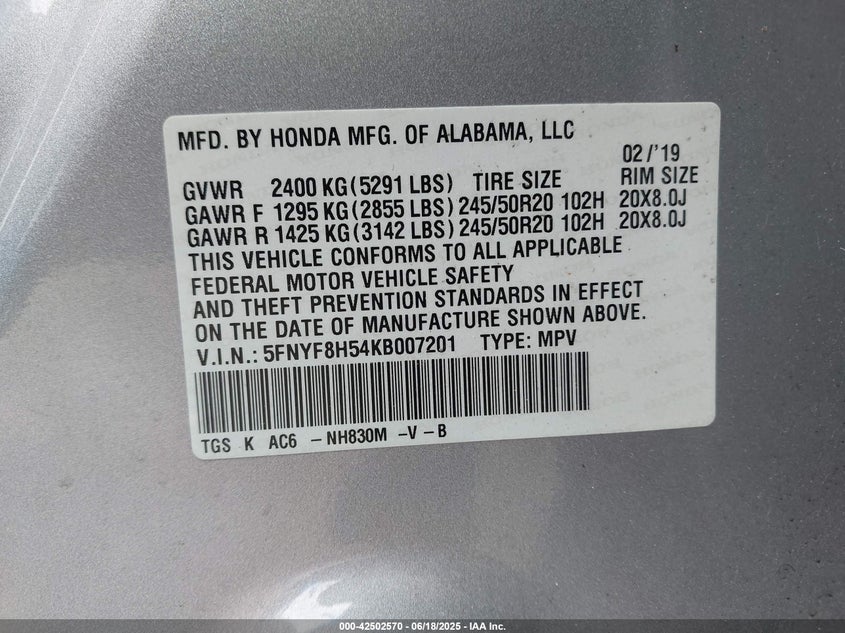 MFD. BY HONDA MFG. OF ALABAMA, LLC
02/'19
GVWR 2400 KG(5291 LBS) TIRE SIZE RIM SIZE
GAWR F 1295 KG(2855 LBS) 245/50R20 102H 20X8.0J
GAWR R 1425 KG(3142 LBS) 245/50R20 102H 20X8.0J
THIS VEHICLE CONFORMS TO ALL APPLICABLE
FEDERAL MOTOR VEHICLE SAFETY
AND THEFT PREVENTION STANDARDS IN EFFECT
ON THE DATE OF MANUFACTURE SHOWN ABOVE.
V.I.N.: 5FNYF8H54KB007201 TYPE: MPV
TGS K AC6 -NH830M -V -B
000-42502570 - 06/18/2025 - IAA Inc.